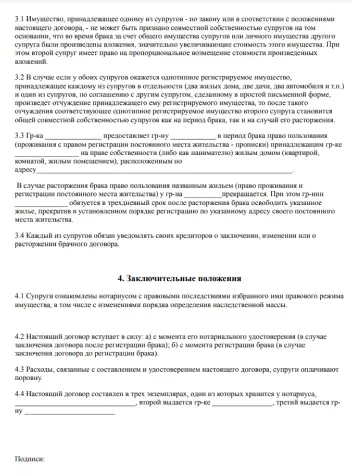 3.1 Имущество, принадлежащее одному из супругов - по закону или в соответствии с положениями
настоящего договора, - не может быть признано совместной собственностью супругов на том
основании, что во время брака за счет общего имущества супругов или личного имущества другого
супруга были произведены вложения, значительно увеличивающие стоимость этого имущества. При
этом второй супруг имеет право на пропорциональное возмещение стоимости произведенных
вложений.
3.2 В случае если у обоих супругов окажется однотипное регистрируемое имущество,
принадлежащее каждому из супругов в отдельности (два жилых дома, две дачи, два автомобиля и т.п.)
и один из супругов, по соглашению с другим супругом, сделанному в простой письменной форме,
произведет отчуждение принадлежащего ему регистрируемого имущества, то после такого
отчуждения соответствующее однотипное регистрируемое имущество второго супруга становится
общей совместной собственностью супругов как на период брака, так и на случай его расторжения.
3.3 Гр-ка ________________ предоставляет гр-ну _____________ в период брака право пользования
(проживания с правом регистрации постоянного места жительства - прописки) принадлежащим гр-ке
__________________ на праве собственности (либо как нанимателю) жилым домом (квартирой,
комнатой, жилым помещением), расположенным по
адресу________________________________________________________________.
В случае расторжения брака право пользования названным жильем (право проживания и
регистрации постоянного места жительства) у гр-на ___________прекращается. При этом гр-нин
_______________ обязуется в трехдневный срок после расторжения брака освободить указанное
жилье, прекратив в установленном порядке регистрацию по указанному адресу своего постоянного
места жительства.
3.4 Каждый из супругов обязан уведомлять своих кредиторов о заключении, изменении или о
расторжении брачного договора.
4. Заключительные положения
4.1 Супруги ознакомлены нотариусом с правовыми последствиями избранного ими правового режима
имущества, в том числе с изменениями порядка определения наследственной массы.
4.2 Настоящий договор вступает в силу: а) с момента его нотариального удостоверения (в случае
заключения договора после регистрации брака); б) с момента регистрации брака (в случае
заключения договора до регистрации брака).
4.3 Расходы, связанные с составлением и удостоверением настоящего договора, супруги оплачивают
поровну.
4.4 Настоящий договор составлен в трех экземплярах, один из которых хранится у нотариуса,
_________________________________, второй выдается гр-ке ________________, третий выдается гр-
ну _________________________
Подписи: